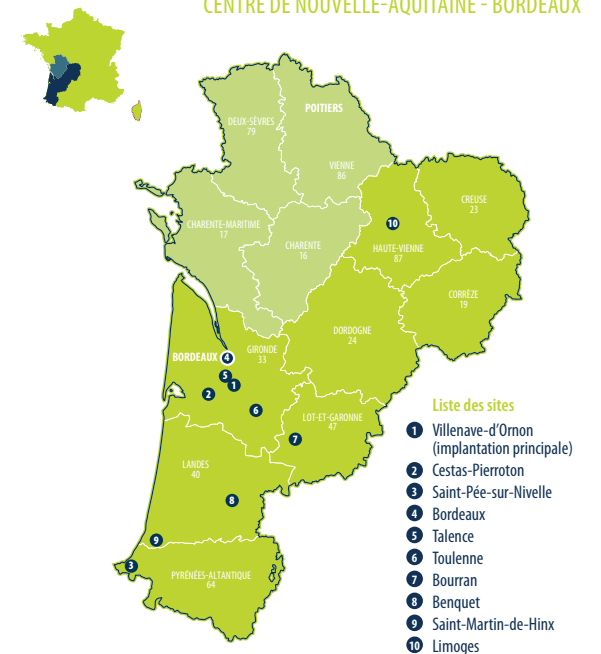 CENTRE DE NOUVELLE-AQUITAINE - BORDEAUX
POITIERS
DEUX-SÈVRES
79
VIENNE
86
CREUSE
23
CHARENTE-MARITIME
17
10
CHARENTE
16
HAUTE-VIENNE
87
CORRÈZE
19
DORDOGNE
24
GIRONDE
33
BORDEAUX
4
5
1
2
6
LOT-ET-GARONNE
47
7
LANDES
40
8
9
3
PYRÉNÉES-ALTANTIQUE
64
Liste des sites
1 Villenave-d'Ornon
(implantation principale)
2 Cestas-Pierroton
3 Saint-Pée-sur-Nivelle
4 Bordeaux
5 Talence
6 Toulenne
7 Bourran
8 Benquet
9 Saint-Martin-de-Hinx
10 Limoges